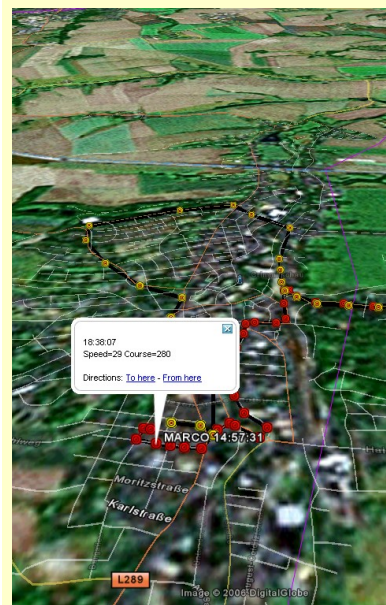 18:38:07
Speed=29 Course=280
Directions: To here - From here
MARCO 14:57:31
Moritzstraße
Karlstraße
L289
Image © 2006 DigitalGlobe